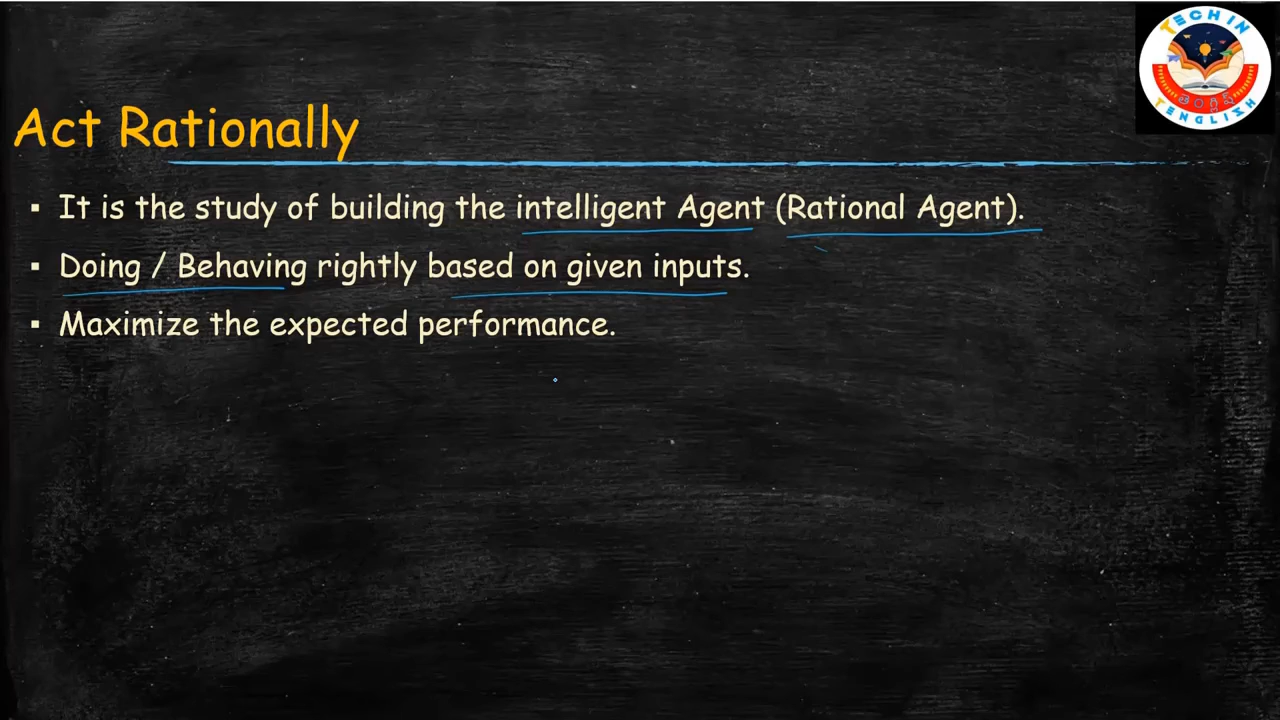 TECH IN
తెంగ్లీష్
TENGLISH
Act Rationally
▪ It is the study of building the intelligent Agent (Rational Agent).
▪ Doing / Behaving rightly based on given inputs.
▪ Maximize the expected performance.